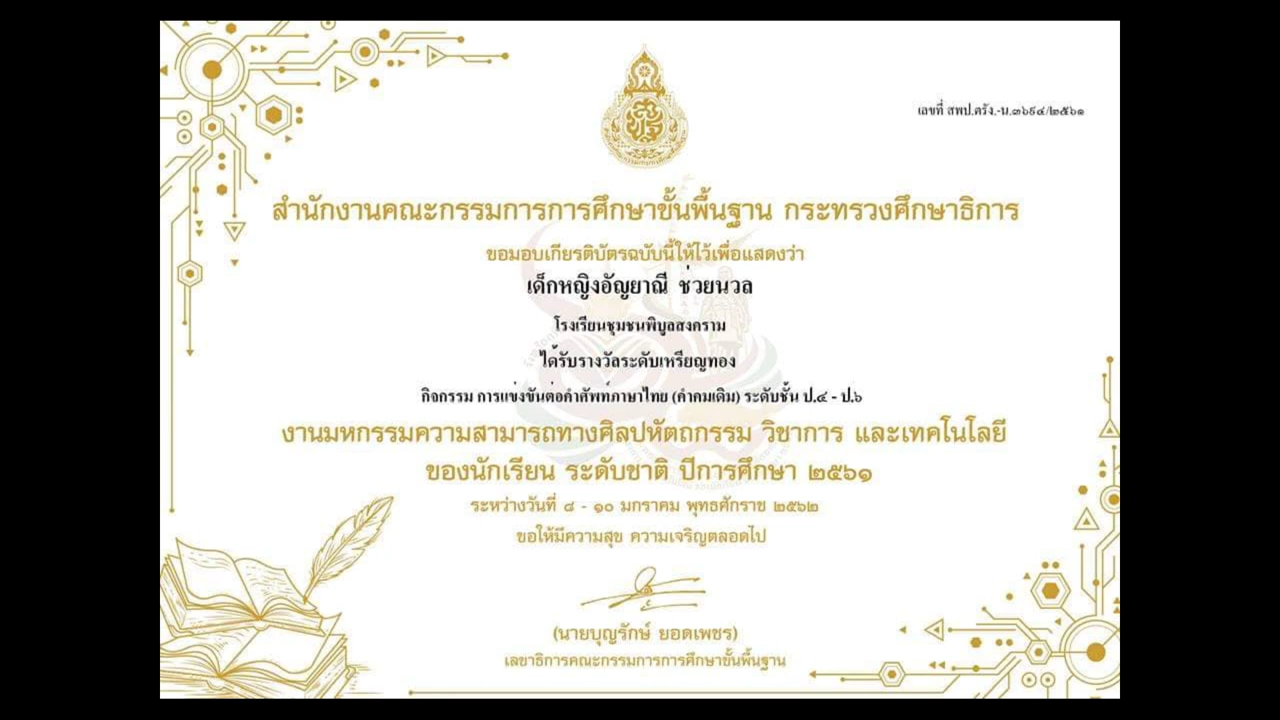 เลขที่ สพป.ตรัง.-น.๓๖๙๔/๒๕๖๑
สำนักงานคณะกรรมการการศึกษาขั้นพื้นฐาน กระทรวงศึกษาธิการ
ขอมอบเกียรติบัตรฉบับนี้ให้ไว้เพื่อแสดงว่า
เด็กหญิงอัญยาณี ช่วยนวล
โรงเรียนชุมชนพิบูลสงคราม
ได้รับรางวัลระดับเหรียญทอง
กิจกรรม การแข่งขันต่อคำศัพท์ภาษาไทย (คำคมเดิม) ระดับชั้น ป.๔ - ป.๖
งานมหกรรมความสามารถทางศิลปหัตถกรรม วิชาการ และเทคโนโลยี
ของนักเรียน ระดับชาติ ปีการศึกษา ๒๕๖๑
ระหว่างวันที่ ๘ - ๑๐ มกราคม พุทธศักราช ๒๕๖๒
ขอให้มีความสุข ความเจริญตลอดไป
(นายบุญรักษ์ ยอดเพชร)
เลขาธิการคณะกรรมการการศึกษาขั้นพื้นฐาน